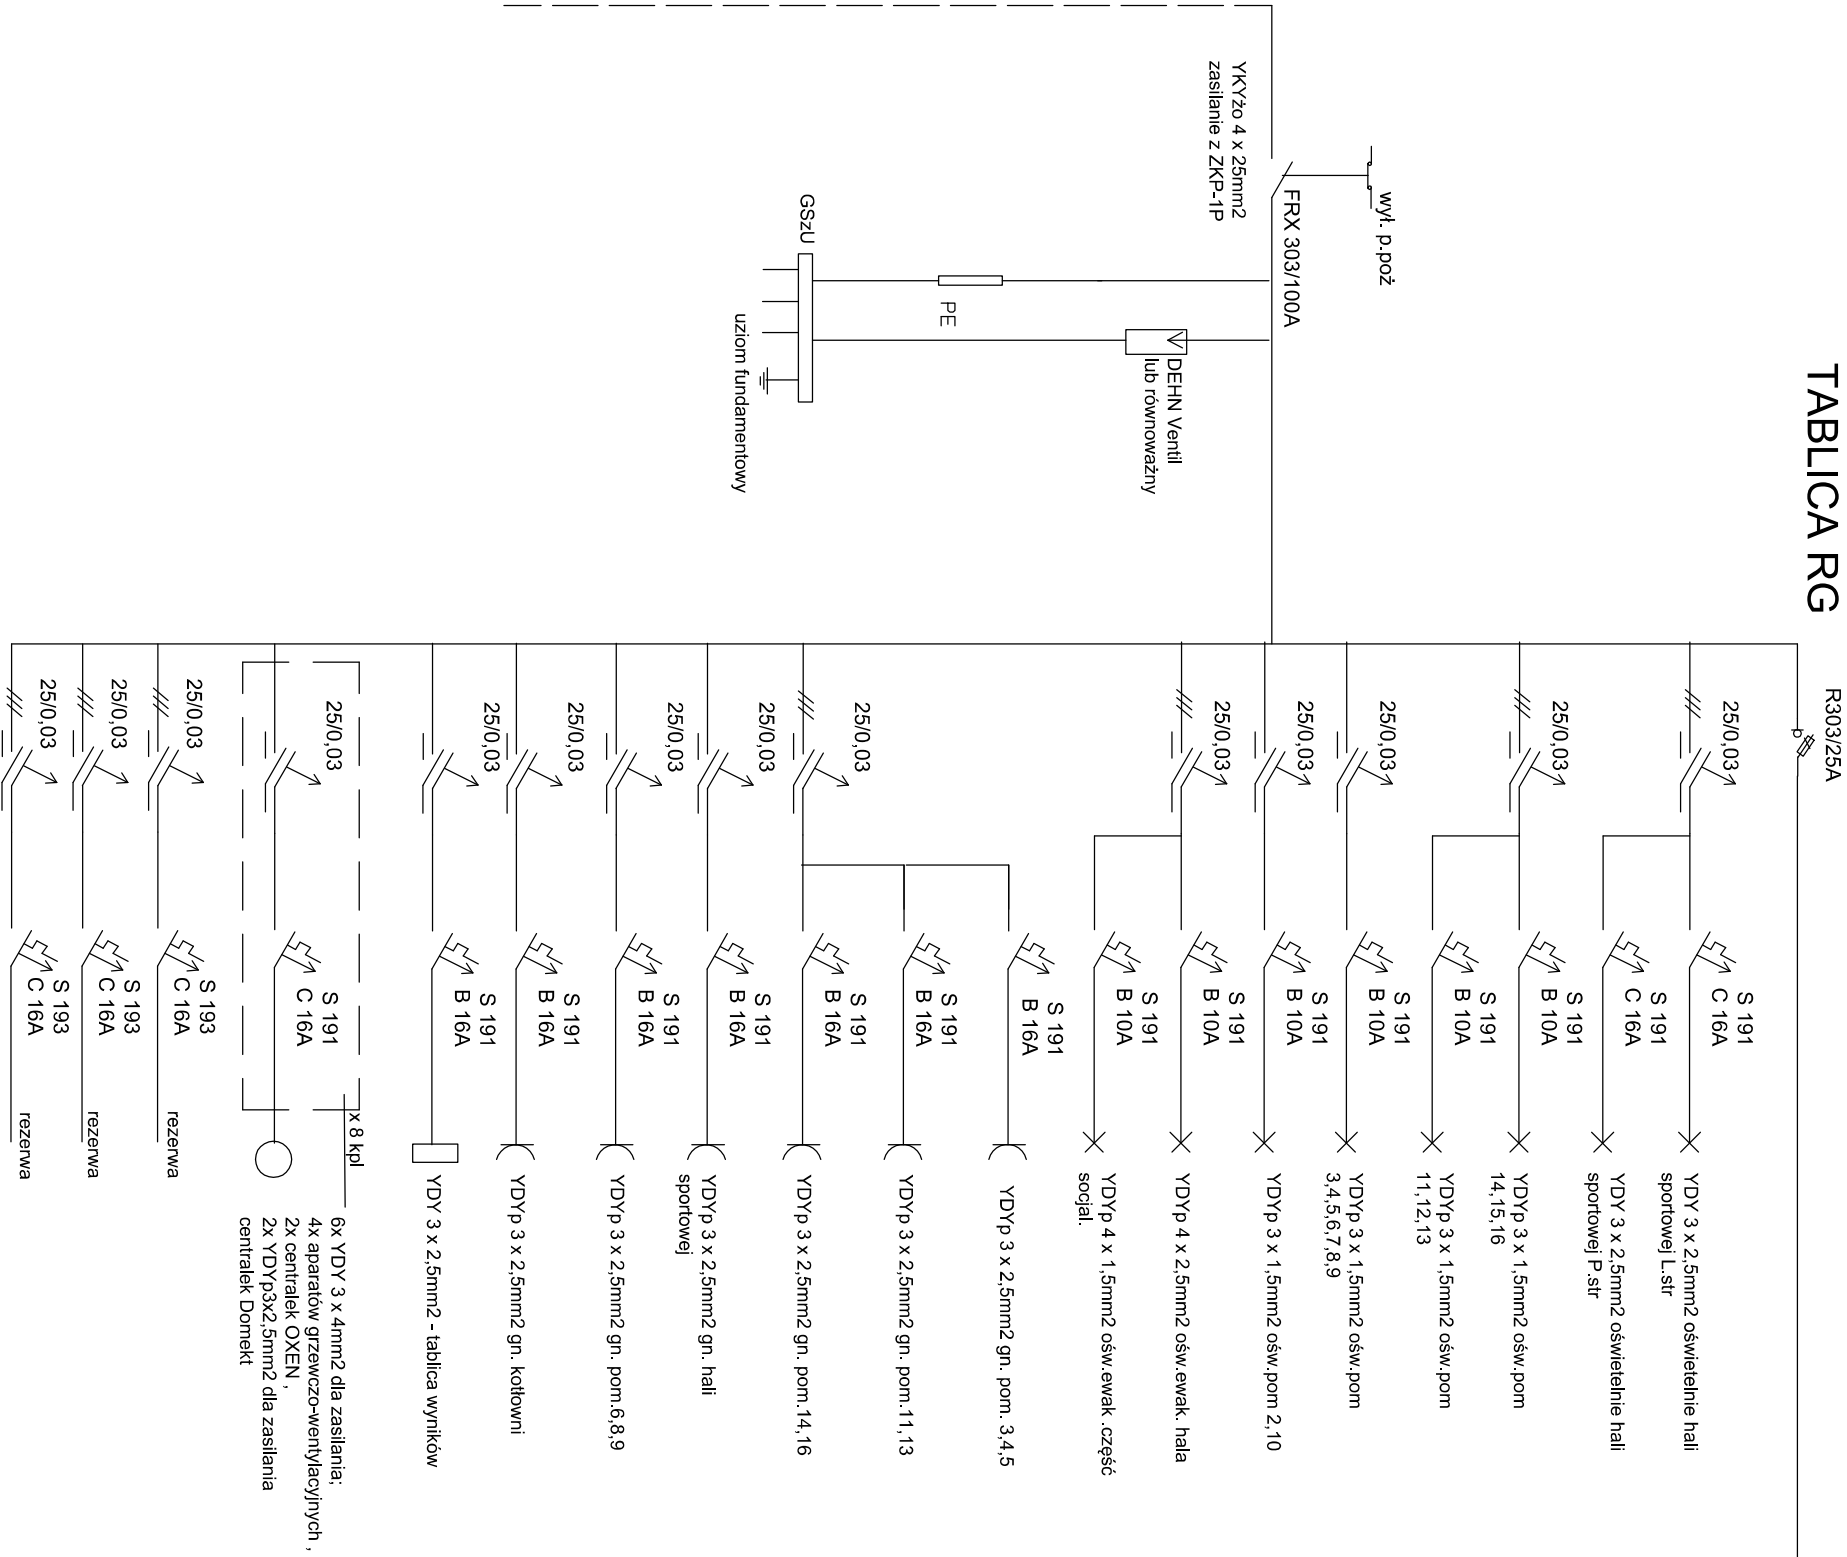 TABLICA RG
R303/25A
wył. p.poż
FRX 303/100A
YKYżo 4 x 25mm2
zasilanie z ZKP-1P
DEHN Ventil
lub równoważny
PE
GSzU
uziom fundamentowy
25/0,03
S 191
C 16A
YDY 3 x 2,5mm2 oświetelnie hali
sportowej L.str
S 191
C 16A
YDY 3 x 2,5mm2 oświetelnie hali
sportowej P.str
25/0,03
S 191
B 10A
YDYp 3 x 1,5mm2 ośw.pom
14,15,16
S 191
B 10A
YDYp 3 x 1,5mm2 ośw.pom
11,12,13
25/0,03
S 191
B 10A
YDYp 3 x 1,5mm2 ośw.pom
3,4,5,6,7,8,9
25/0,03
S 191
B 10A
YDYp 3 x 1,5mm2 ośw.pom 2,10
25/0,03
S 191
B 10A
YDYp 4 x 2,5mm2 ośw.ewak. hala
S 191
B 10A
YDYp 4 x 1,5mm2 ośw.ewak .część
socjal.
S 191
B 16A
YDYp 3 x 2,5mm2 gn. pom. 3,4,5
S 191
B 16A
YDYp 3 x 2,5mm2 gn. pom.11,13
25/0,03
S 191
B 16A
YDYp 3 x 2,5mm2 gn. pom.14,16
25/0,03
S 191
B 16A
YDYp 3 x 2,5mm2 gn. hali
sportowej
25/0,03
S 191
B 16A
YDYp 3 x 2,5mm2 gn. pom.6,8,9
25/0,03
S 191
B 16A
YDYp 3 x 2,5mm2 gn. kotłowni
25/0,03
S 191
B 16A
YDY 3 x 2,5mm2 - tablica wyników
25/0,03
S 191
C 16A
x 8 kpl
6x YDY 3 x 4mm2 dla zasilania;
4x aparatów grzewczo-wentylacyjnych ,
2x centralek OXEN ,
2x YDYp3x2,5mm2 dla zasilania
centralek Domekt
25/0,03
S 193
C 16A
rezerwa
25/0,03
S 193
C 16A
rezerwa
25/0,03
S 193
C 16A
rezerwa